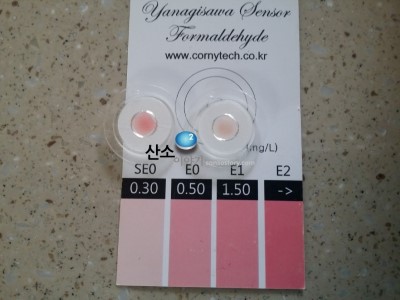 Yanagisawa Sensor
Formaldehyde
www.cornytech.co.kr
2
산소
(mg/L)
SE0 E0 E1 E2
0.30 0.50 1.50 ->